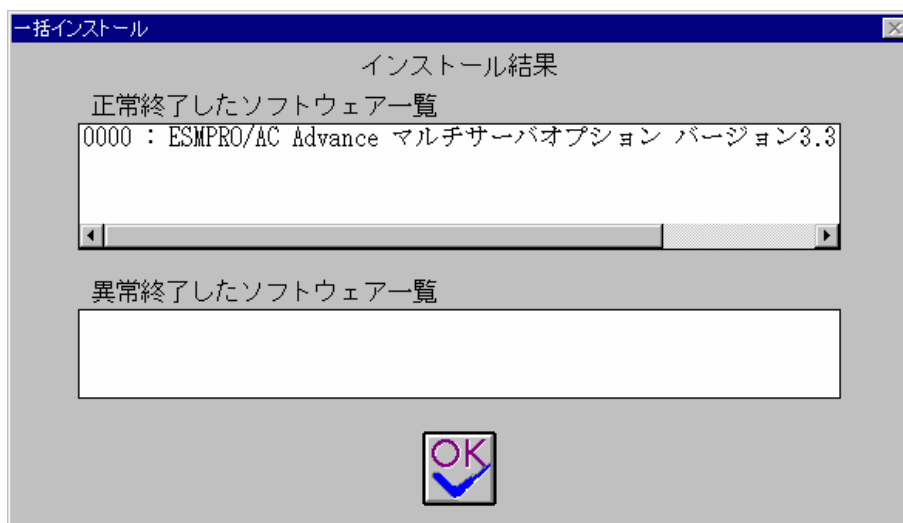 一括インストール
インストール結果
正常終了したソフトウェア一覧
0000 : ESMPRO/AC Advance マルチサーバオプション バージョン3.3
異常終了したソフトウェア一覧
OK